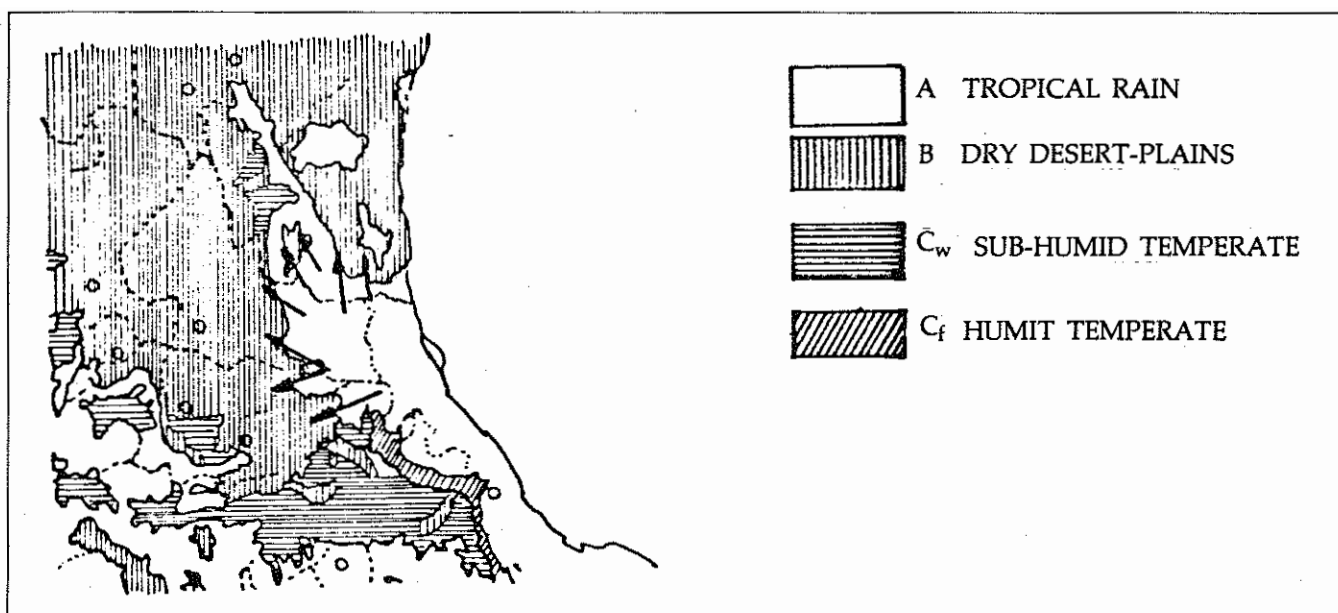 A TROPICAL RAIN
B DRY DESERT-PLAINS
Cw SUB-HUMID TEMPERATE
Cf HUMIT TEMPERATE